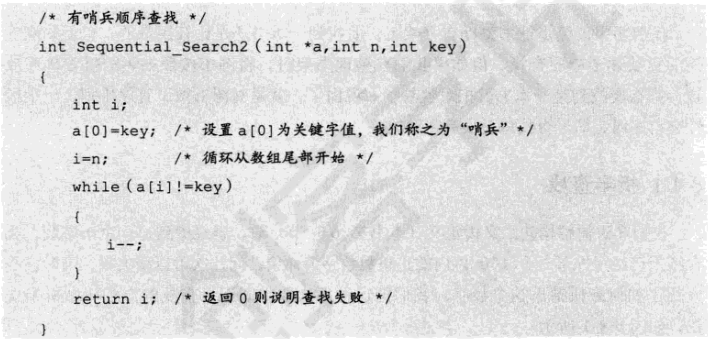 /* 有哨兵顺序查找 */
int Sequential_Search2(int *a,int n,int key)
{
int i;
a[0]=key; /* 设置a[0]为关键字值，我们称之为“哨兵”*/
i=n; /* 循环从数组尾部开始 */
while(a[i]!=key)
{
i--;
}
return i; /* 返回0则说明查找失败 */
}